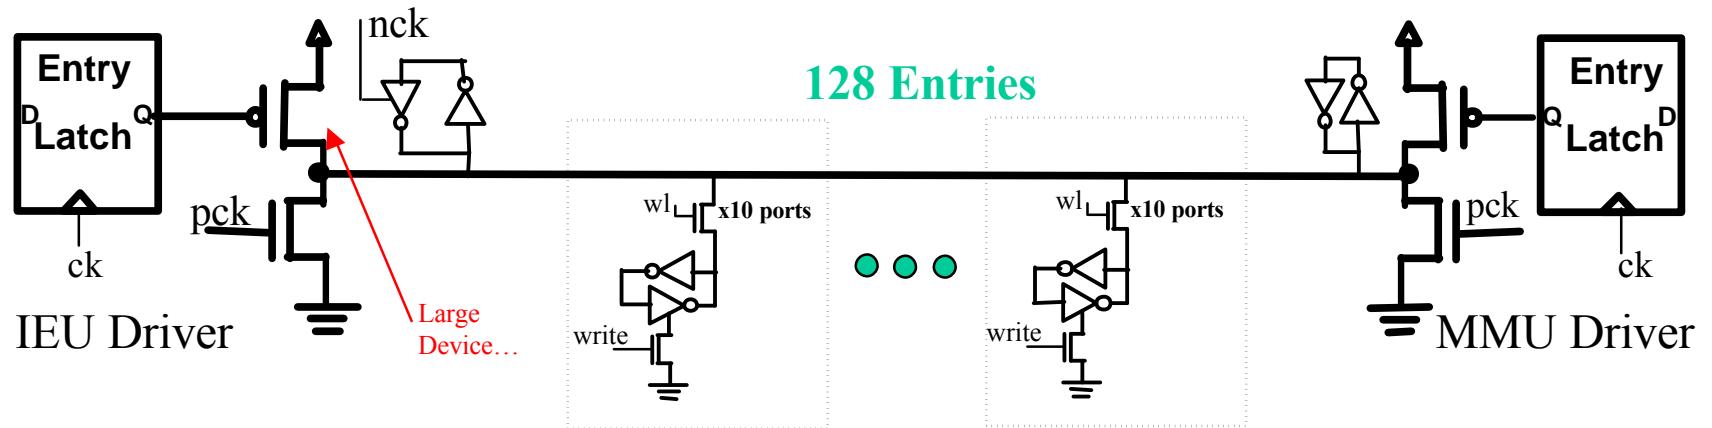 nck
128 Entries
Entry
D
Q
Latch
ck
pck
IEU Driver
Large
Device…
wl
x10 ports
write
wl
x10 ports
write
Entry
Q
D
Latch
pck
ck
MMU Driver